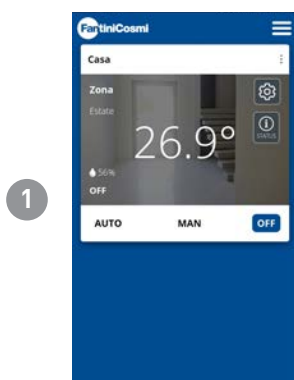 FantiniCosmi
Casa
Zona
Estate
26.9°
56%
OFF
STATUS
AUTO MAN OFF
1